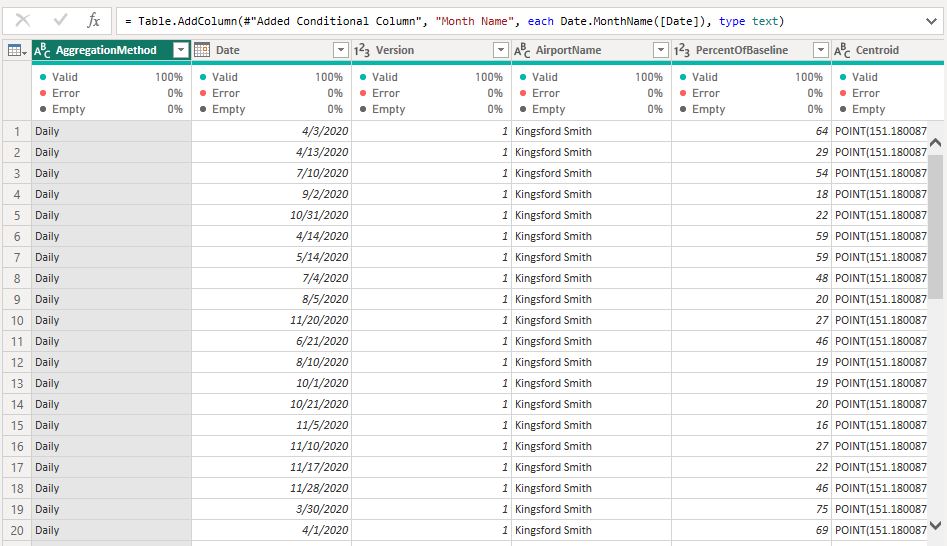 fx = Table.AddColumn(#"Added Conditional Column", "Month Name", each Date.MonthName([Date]), type text)
ABC AggregationMethod Date 123 Version ABC AirportName 123 PercentOfBaseline ABC Centroid
Valid 100% Valid 100% Valid 100% Valid 100% Valid 100% Valid
Error 0% Error 0% Error 0% Error 0% Error 0% Error
Empty 0% Empty 0% Empty 0% Empty 0% Empty 0% Empty
1 Daily 4/3/2020 1 Kingsford Smith 64 POINT(151.180087
2 Daily 4/13/2020 1 Kingsford Smith 29 POINT(151.180087
3 Daily 7/10/2020 1 Kingsford Smith 54 POINT(151.180087
4 Daily 9/2/2020 1 Kingsford Smith 18 POINT(151.180087
5 Daily 10/31/2020 1 Kingsford Smith 22 POINT(151.180087
6 Daily 4/14/2020 1 Kingsford Smith 59 POINT(151.180087
7 Daily 5/14/2020 1 Kingsford Smith 59 POINT(151.180087
8 Daily 7/4/2020 1 Kingsford Smith 48 POINT(151.180087
9 Daily 8/5/2020 1 Kingsford Smith 20 POINT(151.180087
10 Daily 11/20/2020 1 Kingsford Smith 27 POINT(151.180087
11 Daily 6/21/2020 1 Kingsford Smith 46 POINT(151.180087
12 Daily 8/10/2020 1 Kingsford Smith 19 POINT(151.180087
13 Daily 10/1/2020 1 Kingsford Smith 19 POINT(151.180087
14 Daily 10/21/2020 1 Kingsford Smith 20 POINT(151.180087
15 Daily 11/5/2020 1 Kingsford Smith 16 POINT(151.180087
16 Daily 11/10/2020 1 Kingsford Smith 27 POINT(151.180087
17 Daily 11/17/2020 1 Kingsford Smith 22 POINT(151.180087
18 Daily 11/28/2020 1 Kingsford Smith 46 POINT(151.180087
19 Daily 3/30/2020 1 Kingsford Smith 75 POINT(151.180087
20 Daily 4/1/2020 1 Kingsford Smith 69 POINT(151.180087